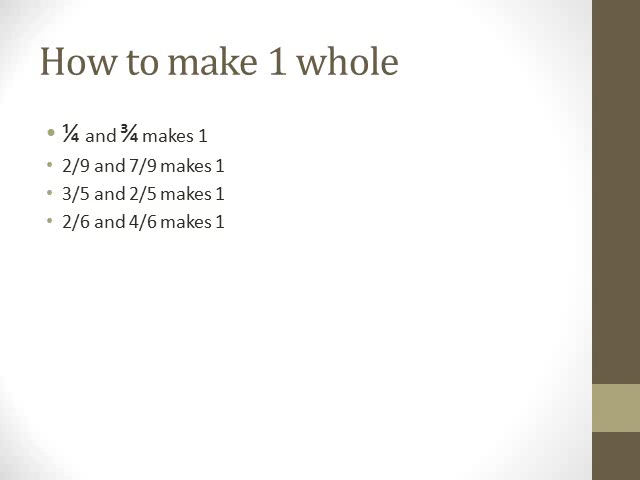 How to make 1 whole
• ¼ and ¾ makes 1
• 2/9 and 7/9 makes 1
• 3/5 and 2/5 makes 1
• 2/6 and 4/6 makes 1